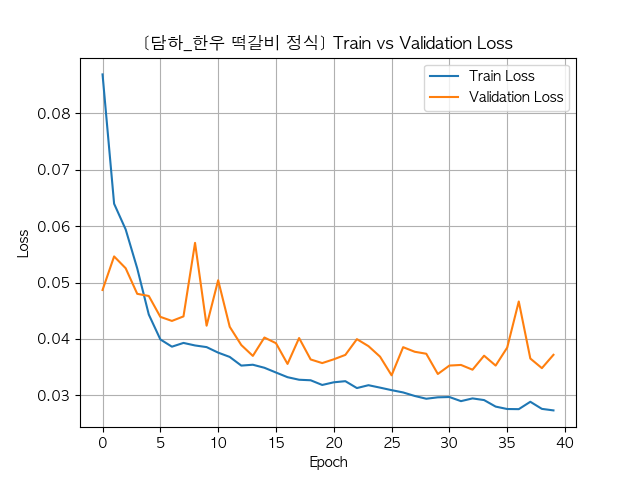 [담하_한우 떡갈비 정식] Train vs Validation Loss
Train Loss
Validation Loss
Loss
0.08
0.07
0.06
0.05
0.04
0.03
0 5 10 15 20 25 30 35 40
Epoch